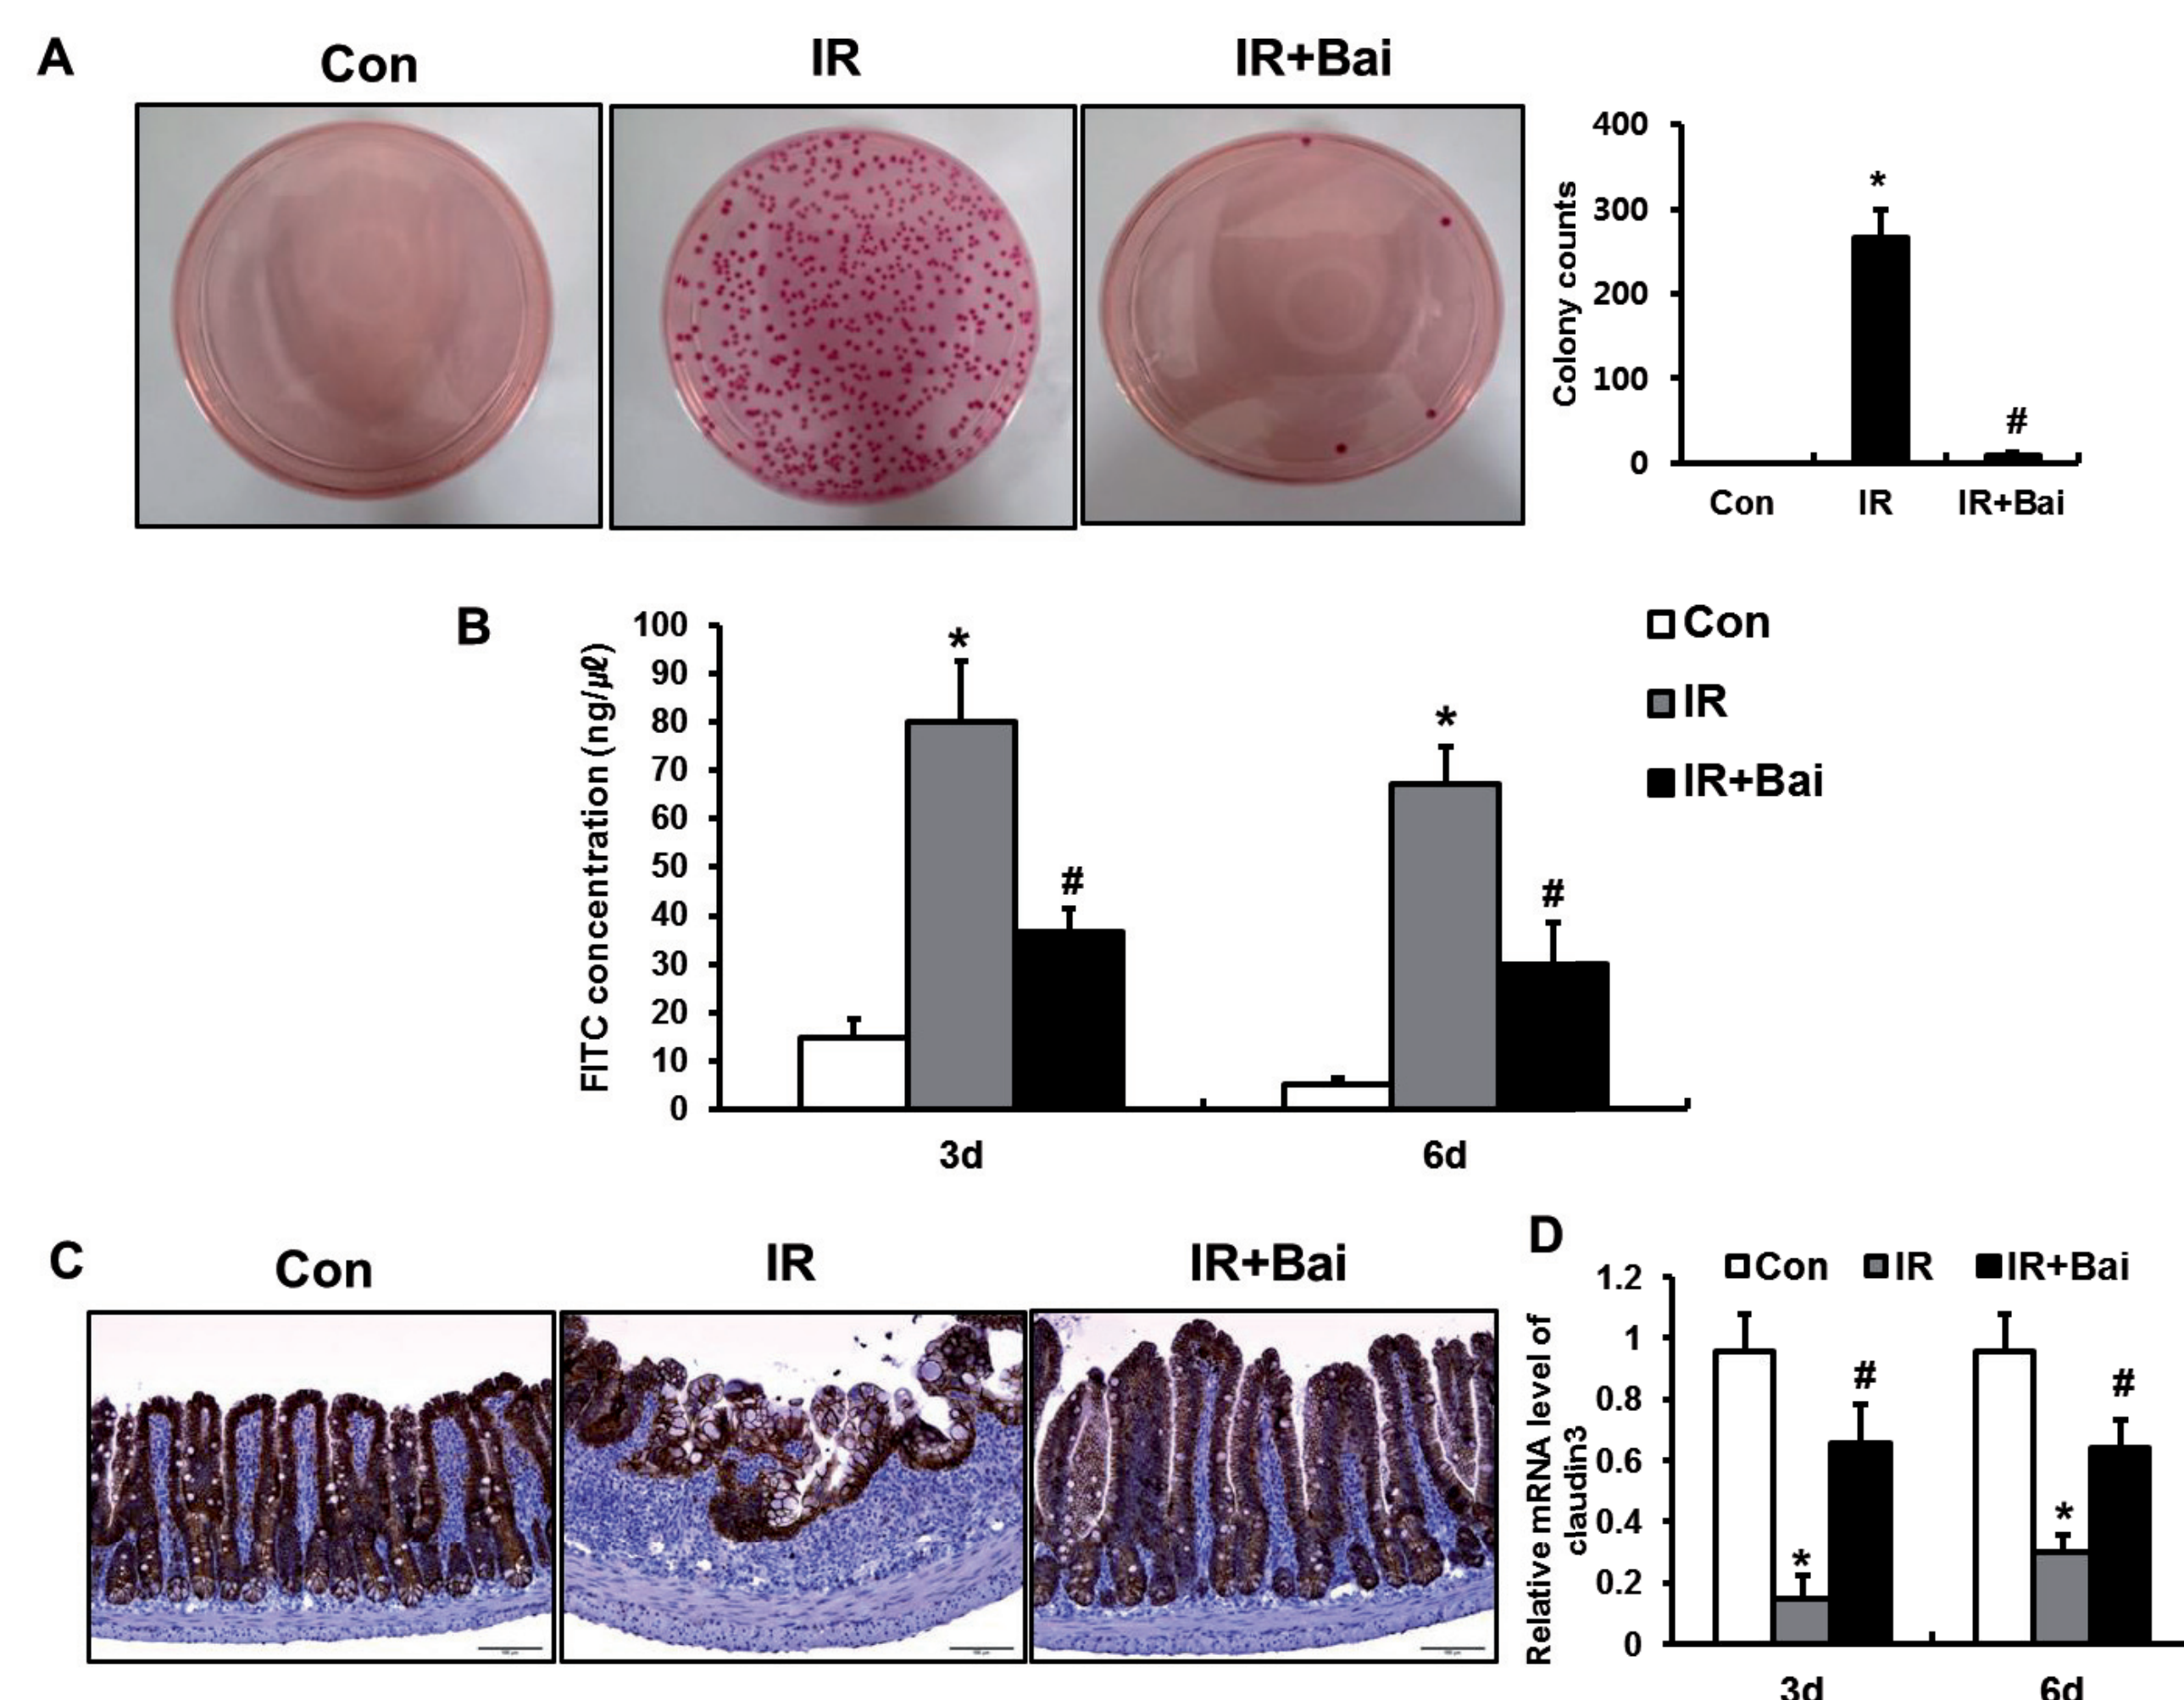 A
Con
IR
IR+Bai
Colony counts
400
300
200
100
0
*
#
Con
IR
IR+Bai
B
FITC concentration (ng/㎕)
100
90
80
70
60
50
40
30
20
10
0
*
#
*
#
3d
6d
Con
IR
IR+Bai
C
Con
IR
IR+Bai
D
Con
IR
IR+Bai
Relative mRNA level of
claudin3
1.2
1
0.8
0.6
0.4
0.2
0
*
#
*
#
3d
6d